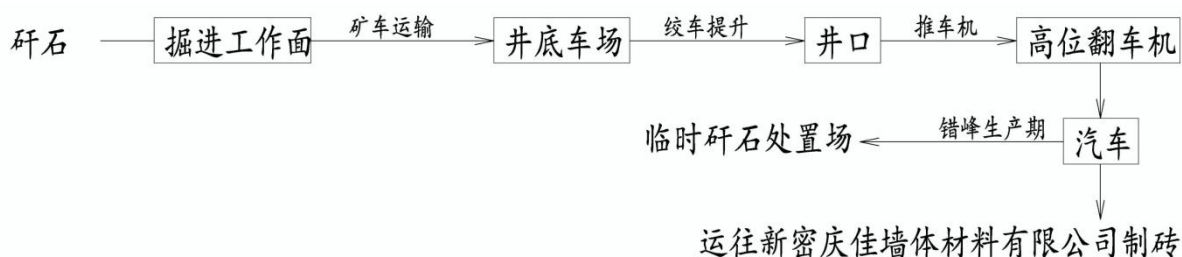 矸石 掘进工作面 矿车运输 井底车场 绞车提升 井口 推车机 高位翻车机
临时矸石处置场 错峰生产期 汽车
运往新密庆佳墙体材料有限公司制砖